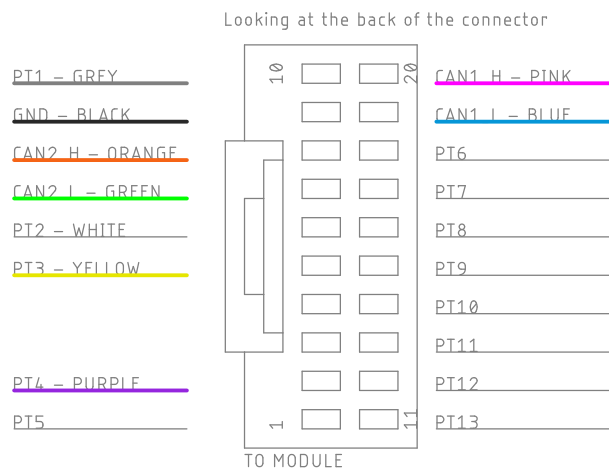 Looking at the back of the connector
10
20
PT1 - GREY
CAN1 H - PINK
GND - BLACK
CAN1 L - BLUE
CAN2 H - ORANGE
PT6
CAN2 L - GREEN
PT7
PT2 - WHITE
PT8
PT3 - YELLOW
PT9
PT10
PT11
PT4 - PURPLE
PT12
PT5
1
11
PT13
TO MODULE